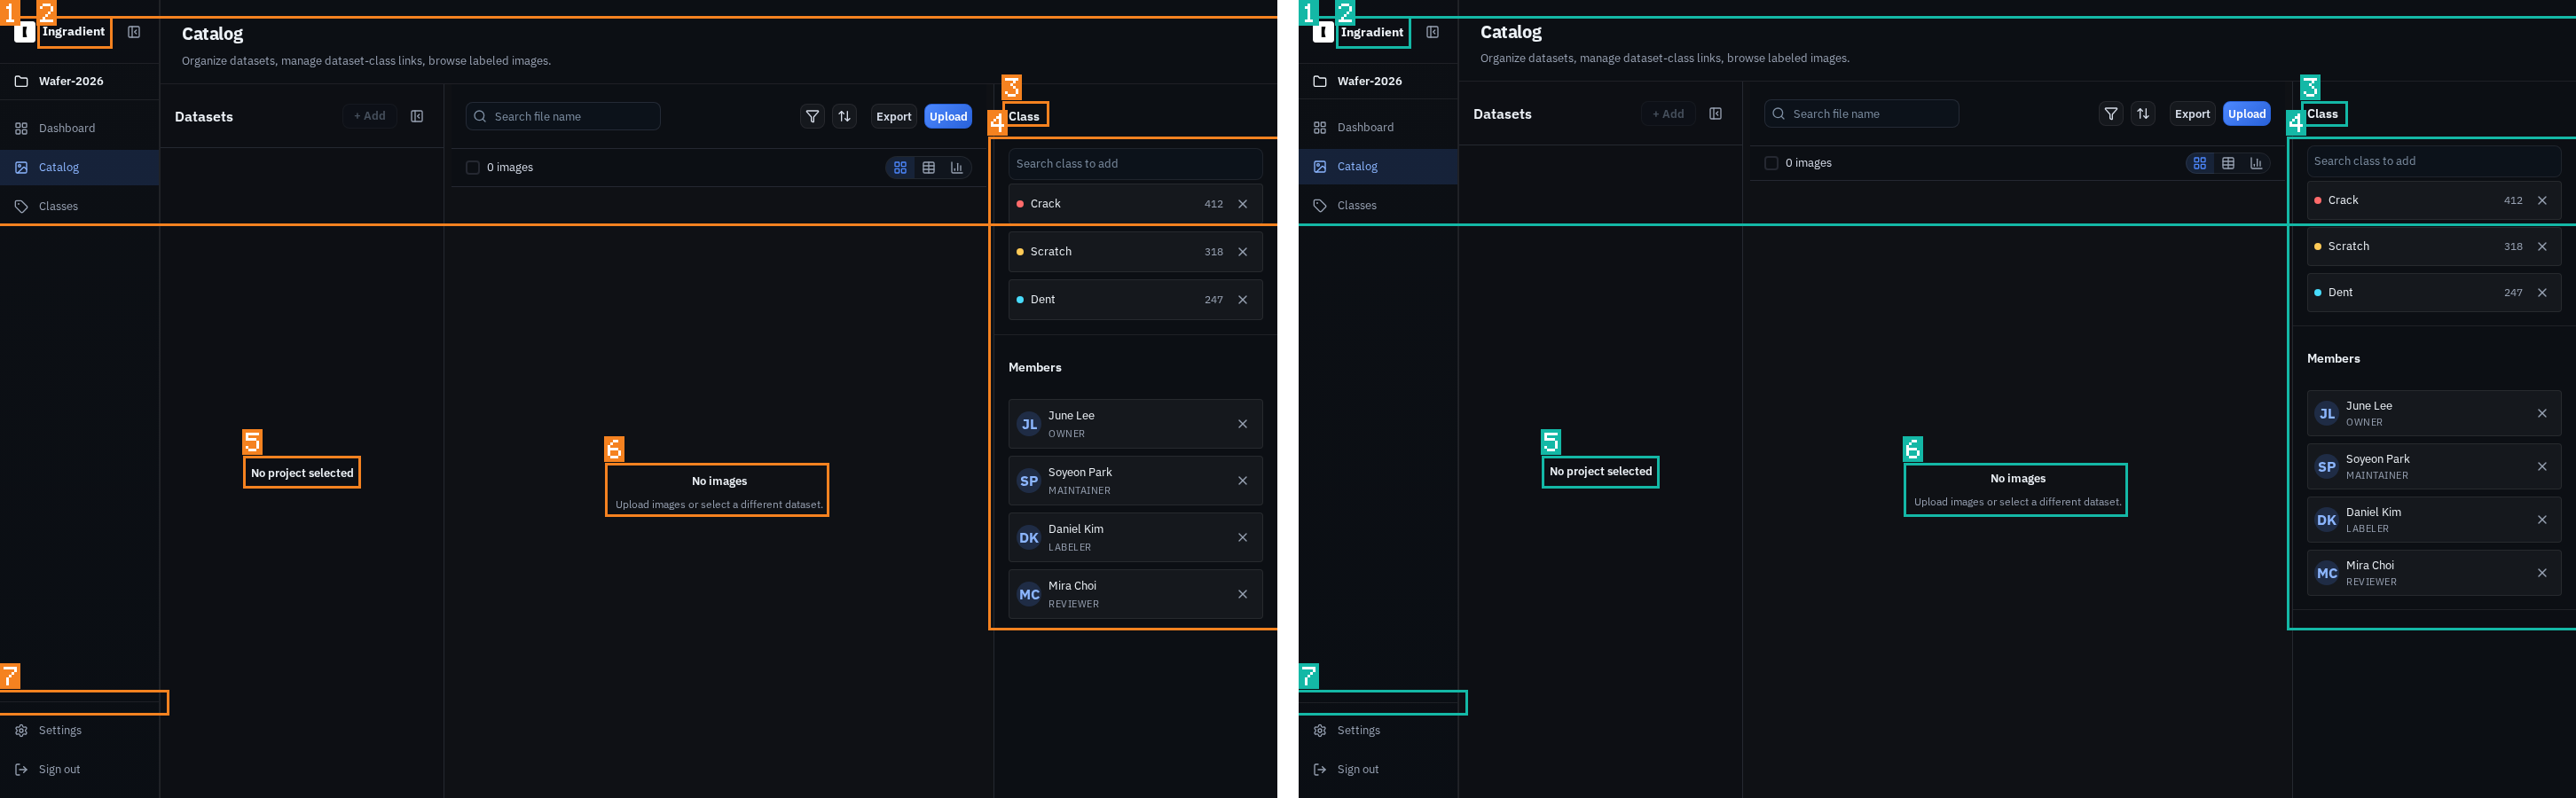 1 2
Ingradient
Catalog
Organize datasets, manage dataset-class links, browse labeled images.
Wafer-2026
3
Datasets
+ Add
Search file name
Export
Upload
4
Class
Dashboard
Search class to add
Catalog
0 images
Classes
Crack 412
Scratch 318
Dent 247
Members
June Lee
JL
OWNER
5
No project selected
6
No images
Upload images or select a different dataset.
Soyeon Park
SP
MAINTAINER
Daniel Kim
DK
LABELER
Mira Choi
MC
REVIEWER
7
Settings
Sign out
1 2
Ingradient
Catalog
Organize datasets, manage dataset-class links, browse labeled images.
Wafer-2026
3
Datasets
+ Add
Search file name
Export
Upload
4
Class
Dashboard
Search class to add
Catalog
0 images
Classes
Crack 412
Scratch 318
Dent 247
Members
June Lee
JL
OWNER
5
No project selected
6
No images
Upload images or select a different dataset.
Soyeon Park
SP
MAINTAINER
Daniel Kim
DK
LABELER
Mira Choi
MC
REVIEWER
7
Settings
Sign out